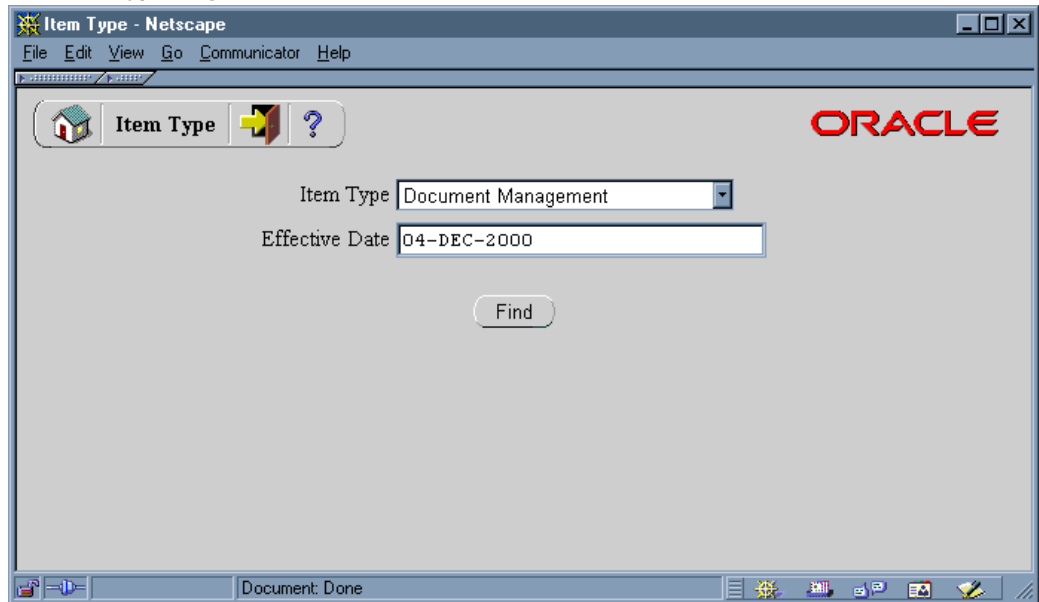 Item Type - Netscape
File Edit View Go Communicator Help
Item Type ? ORACLE
Item Type Document Management
Effective Date 04-DEC-2000
Find
Document: Done